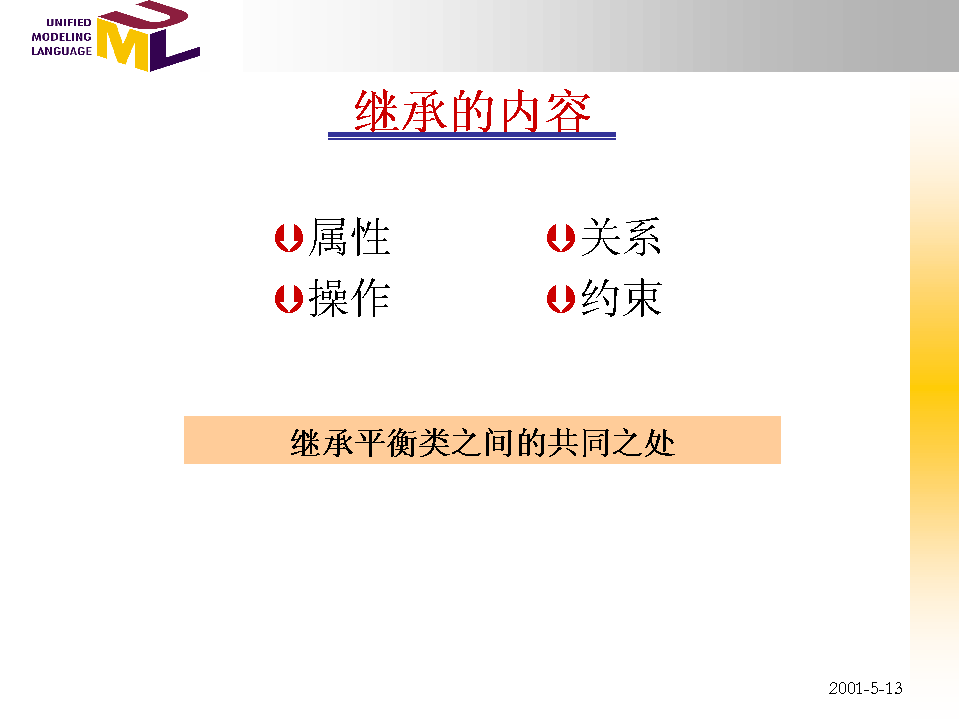 UNIFIED
MODELING
LANGUAGE
UML
继承的内容
属性
操作
关系
约束
继承平衡类之间的共同之处
2001-5-13